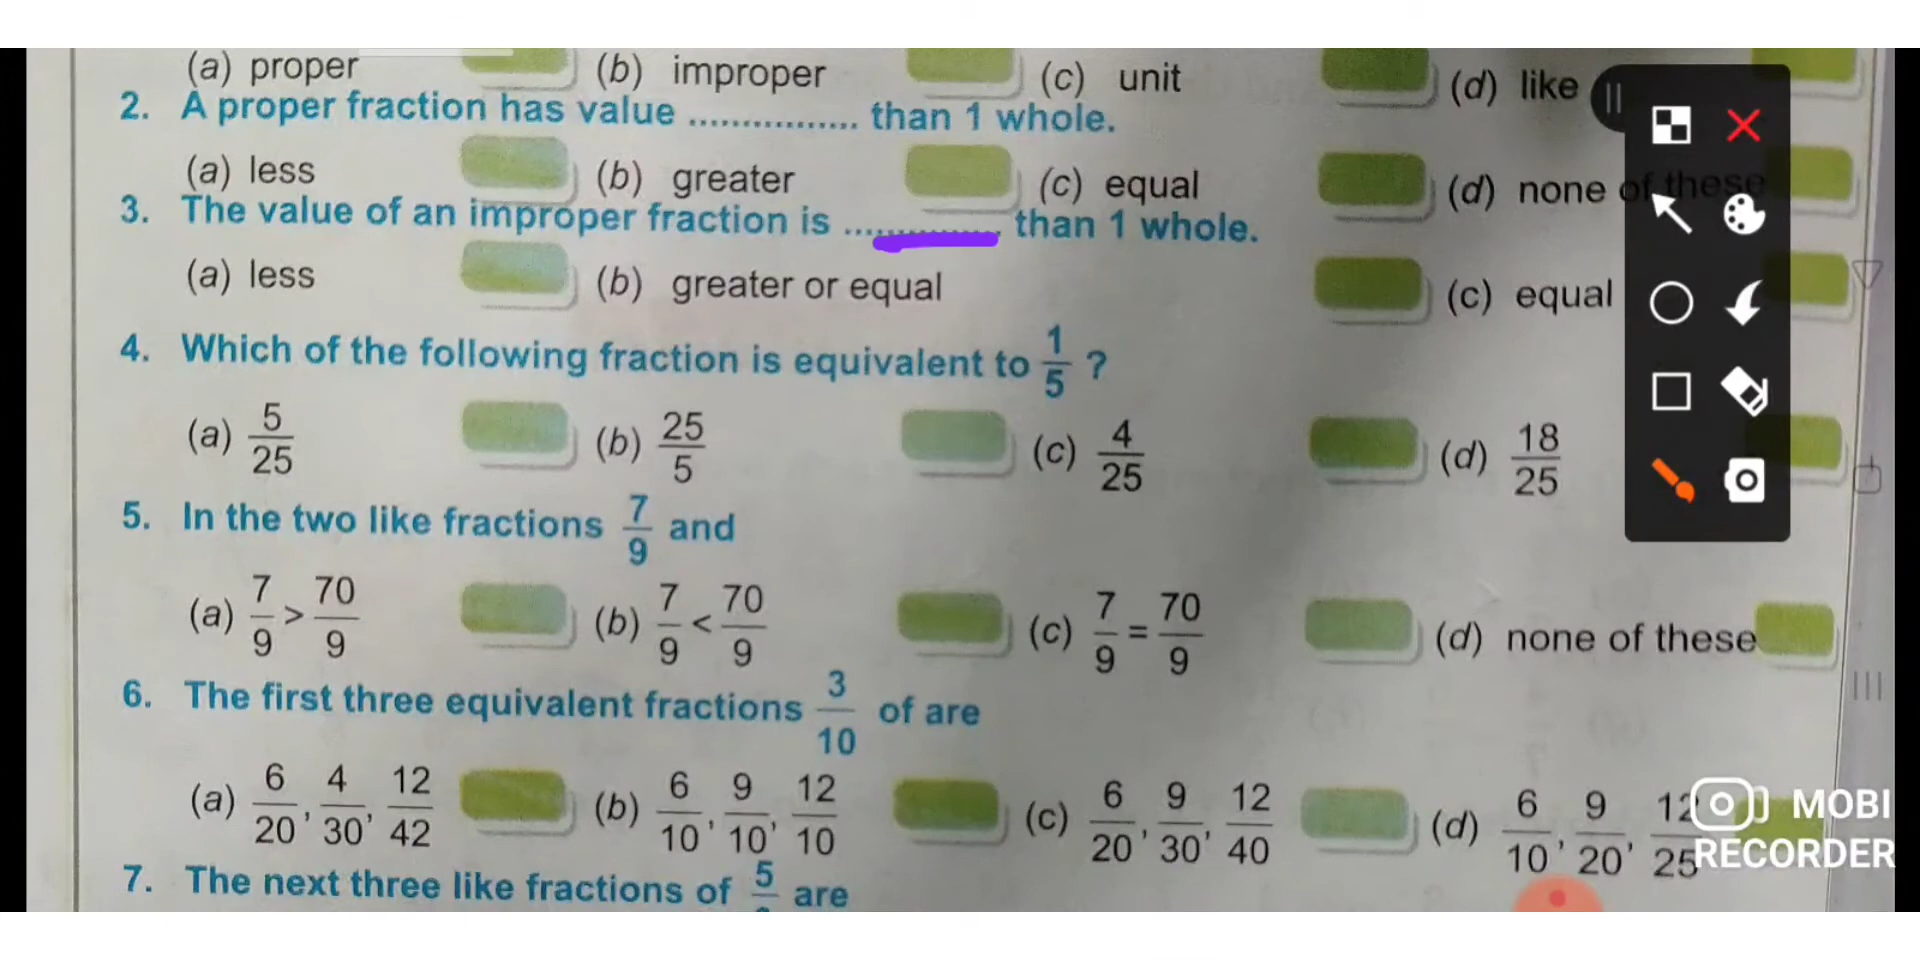 (a) proper (b) improper (c) unit (d) like
2. A proper fraction has value ................ than 1 whole.
(a) less (b) greater (c) equal (d) none of these
3. The value of an improper fraction is ............... than 1 whole.
(a) less (b) greater or equal (c) equal
4. Which of the following fraction is equivalent to 1/5 ?
(a) 5/25 (b) 25/5 (c) 4/25 (d) 18/25
5. In the two like fractions 7/9 and
(a) 7/9 > 70/9 (b) 7/9 < 70/9 (c) 7/9 = 70/9 (d) none of these
6. The first three equivalent fractions 3/10 of are
(a) 6/20, 4/30, 12/42 (b) 6/10, 9/10, 12/10 (c) 6/20, 9/30, 12/40 (d) 6/10, 9/20, 12/25
7. The next three like fractions of 5/ are
MOBI
RECORDER